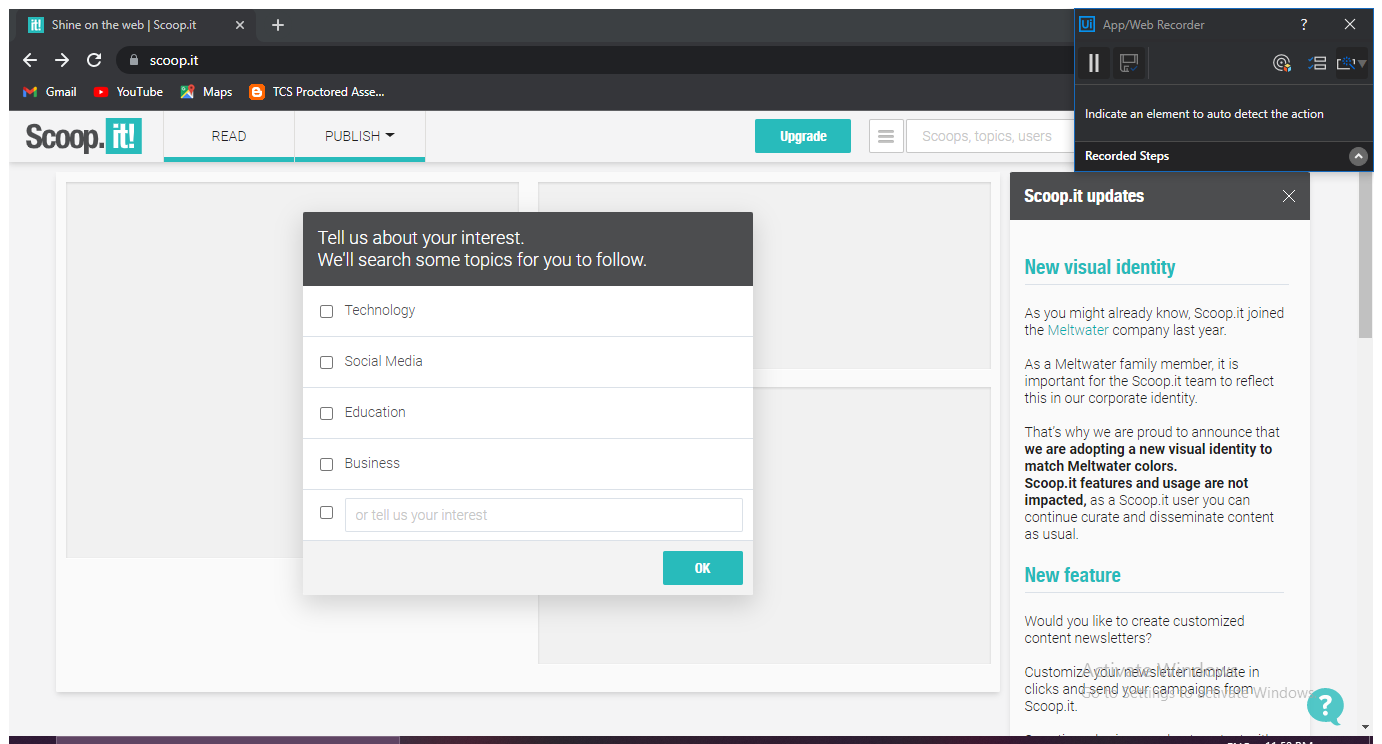 it! Shine on the web | Scoop.it
Ui App/Web Recorder ?
scoop.it
Gmail YouTube Maps TCS Proctored Asse...
Indicate an element to auto detect the action
Recorded Steps
Scoop.it! READ PUBLISH Upgrade Scoops, topics, users
Tell us about your interest.
We'll search some topics for you to follow.
Technology
Social Media
Education
Business
or tell us your interest
OK
Scoop.it updates
New visual identity
As you might already know, Scoop.it joined
the Meltwater company last year.
As a Meltwater family member, it is
important for the Scoop.it team to reflect
this in our corporate identity.
That's why we are proud to announce that
we are adopting a new visual identity to
match Meltwater colors.
Scoop.it features and usage are not
impacted, as a Scoop.it user you can
continue curate and disseminate content
as usual.
New feature
Would you like to create customized
content newsletters?
Customize your newsletter template in
clicks and send your campaigns from
Scoop.it.
Activate Windows
Go to Settings to activate Windows
?